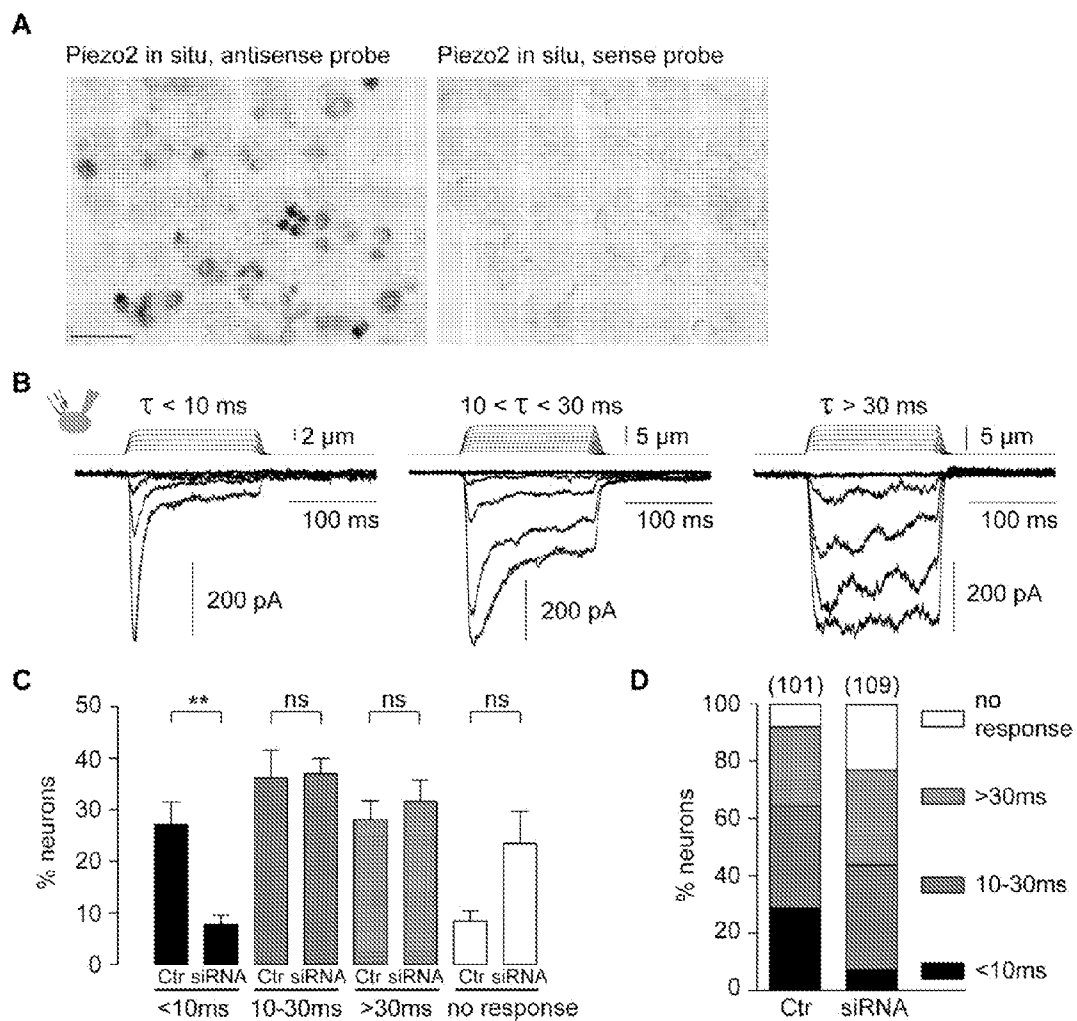 A
Piezo2 in situ, antisense probe
Piezo2 in situ, sense probe
B
τ < 10 ms
10 < τ < 30 ms
τ > 30 ms
2 µm
5 µm
5 µm
100 ms
100 ms
100 ms
200 pA
200 pA
200 pA
C
% neurons
50
40
30
20
10
0
**
ns
ns
ns
Ctr siRNA
Ctr siRNA
Ctr siRNA
Ctr siRNA
<10ms
10-30ms
>30ms
no response
D
% neurons
100
80
60
40
20
0
(101)
(109)
Ctr
siRNA
no
response
>30ms
10-30ms
<10ms